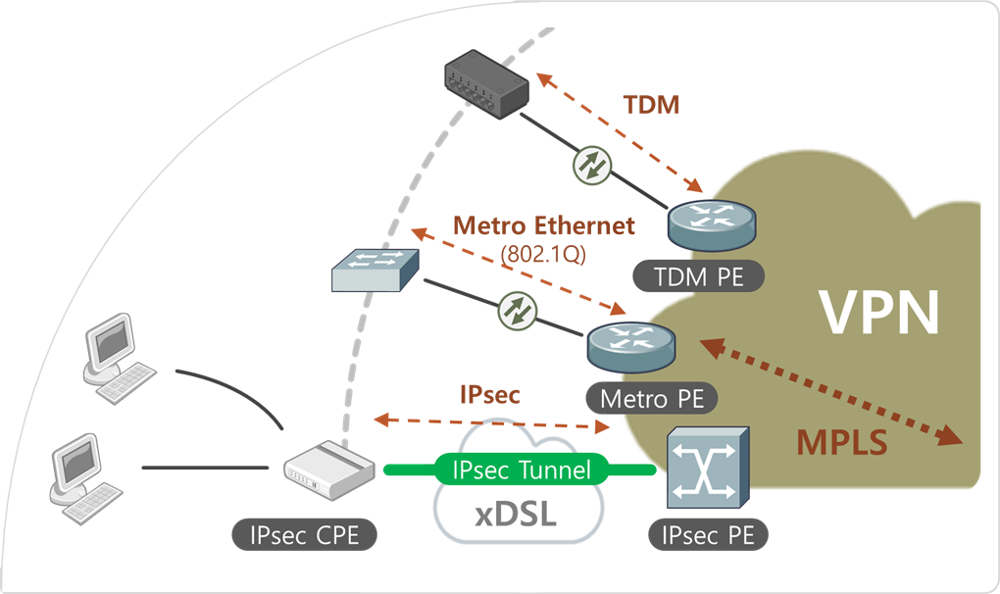 TDM
Metro Ethernet
(802.1Q)
TDM PE
VPN
Metro PE
IPsec
MPLS
IPsec Tunnel
xDSL
IPsec CPE
IPsec PE